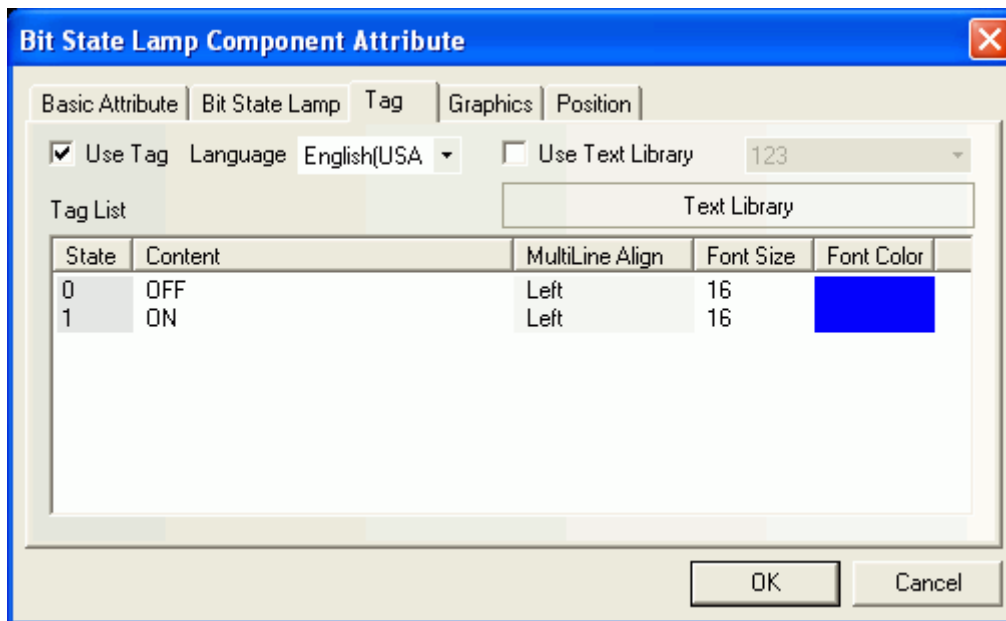 Bit State Lamp Component Attribute
Basic Attribute Bit State Lamp Tag Graphics Position
Use Tag Language English(USA Use Text Library 123
Tag List Text Library
State Content MultiLine Align Font Size Font Color
0 OFF Left 16
1 ON Left 16
OK Cancel